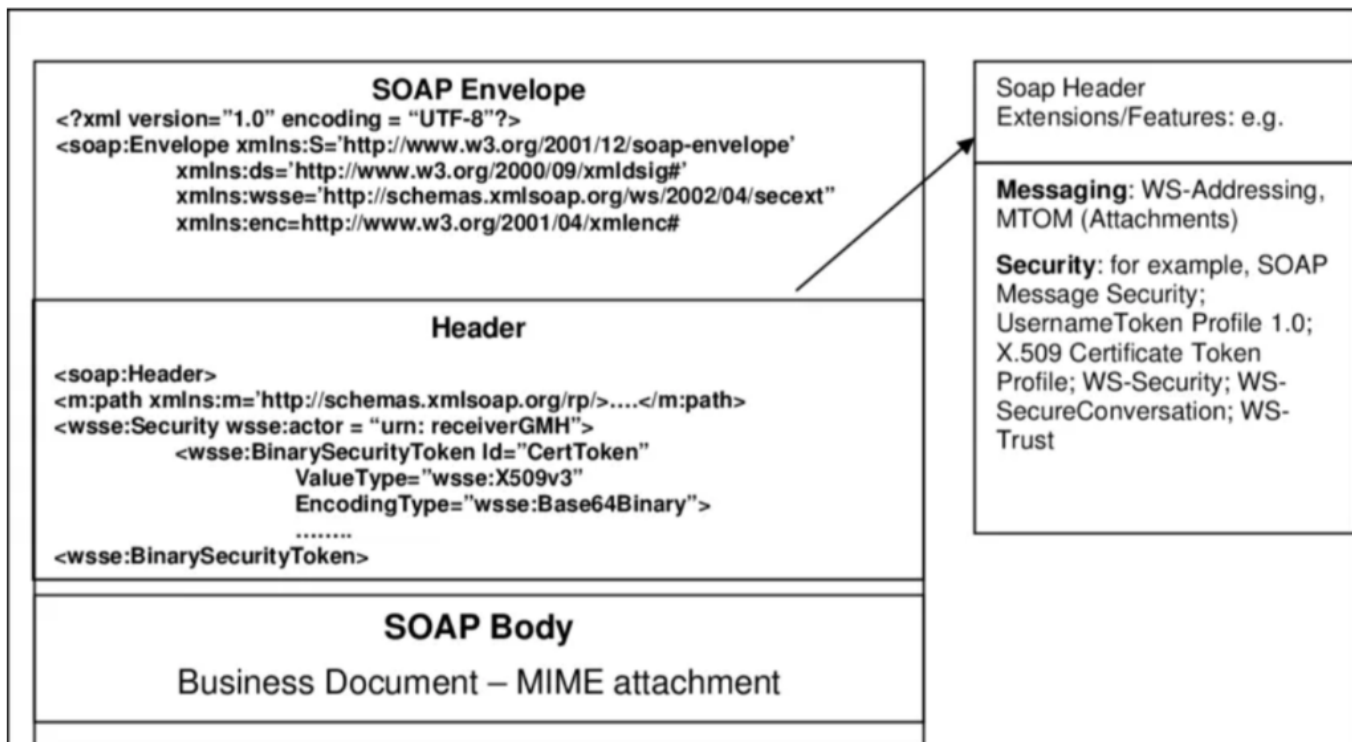 SOAP Envelope
<?xml version=”1.0” encoding = “UTF-8”?>
<soap:Envelope xmlns:S='http://www.w3.org/2001/12/soap-envelope'
xmlns:ds='http://www.w3.org/2000/09/xmldsig#'
xmlns:wsse='http://schemas.xmlsoap.org/ws/2002/04/secext”
xmlns:enc=http://www.w3.org/2001/04/xmlenc#
Header
<soap:Header>
<m:path xmlns:m='http://schemas.xmlsoap.org/rp/>....</m:path>
<wsse:Security wsse:actor = “urn: receiverGMH”>
<wsse:BinarySecurityToken Id=”CertToken”
ValueType=”wsse:X509v3”
EncodingType=”wsse:Base64Binary”>
........
<wsse:BinarySecurityToken>
SOAP Body
Business Document – MIME attachment
Soap Header
Extensions/Features: e.g.
Messaging: WS-Addressing,
MTOM (Attachments)
Security: for example, SOAP
Message Security;
UsernameToken Profile 1.0;
X.509 Certificate Token
Profile; WS-Security; WS-
SecureConversation; WS-
Trust